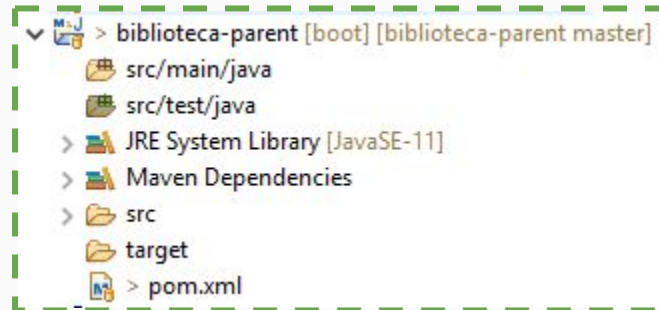 > biblioteca-parent [boot] [biblioteca-parent master]
src/main/java
src/test/java
JRE System Library [JavaSE-11]
Maven Dependencies
src
target
> pom.xml